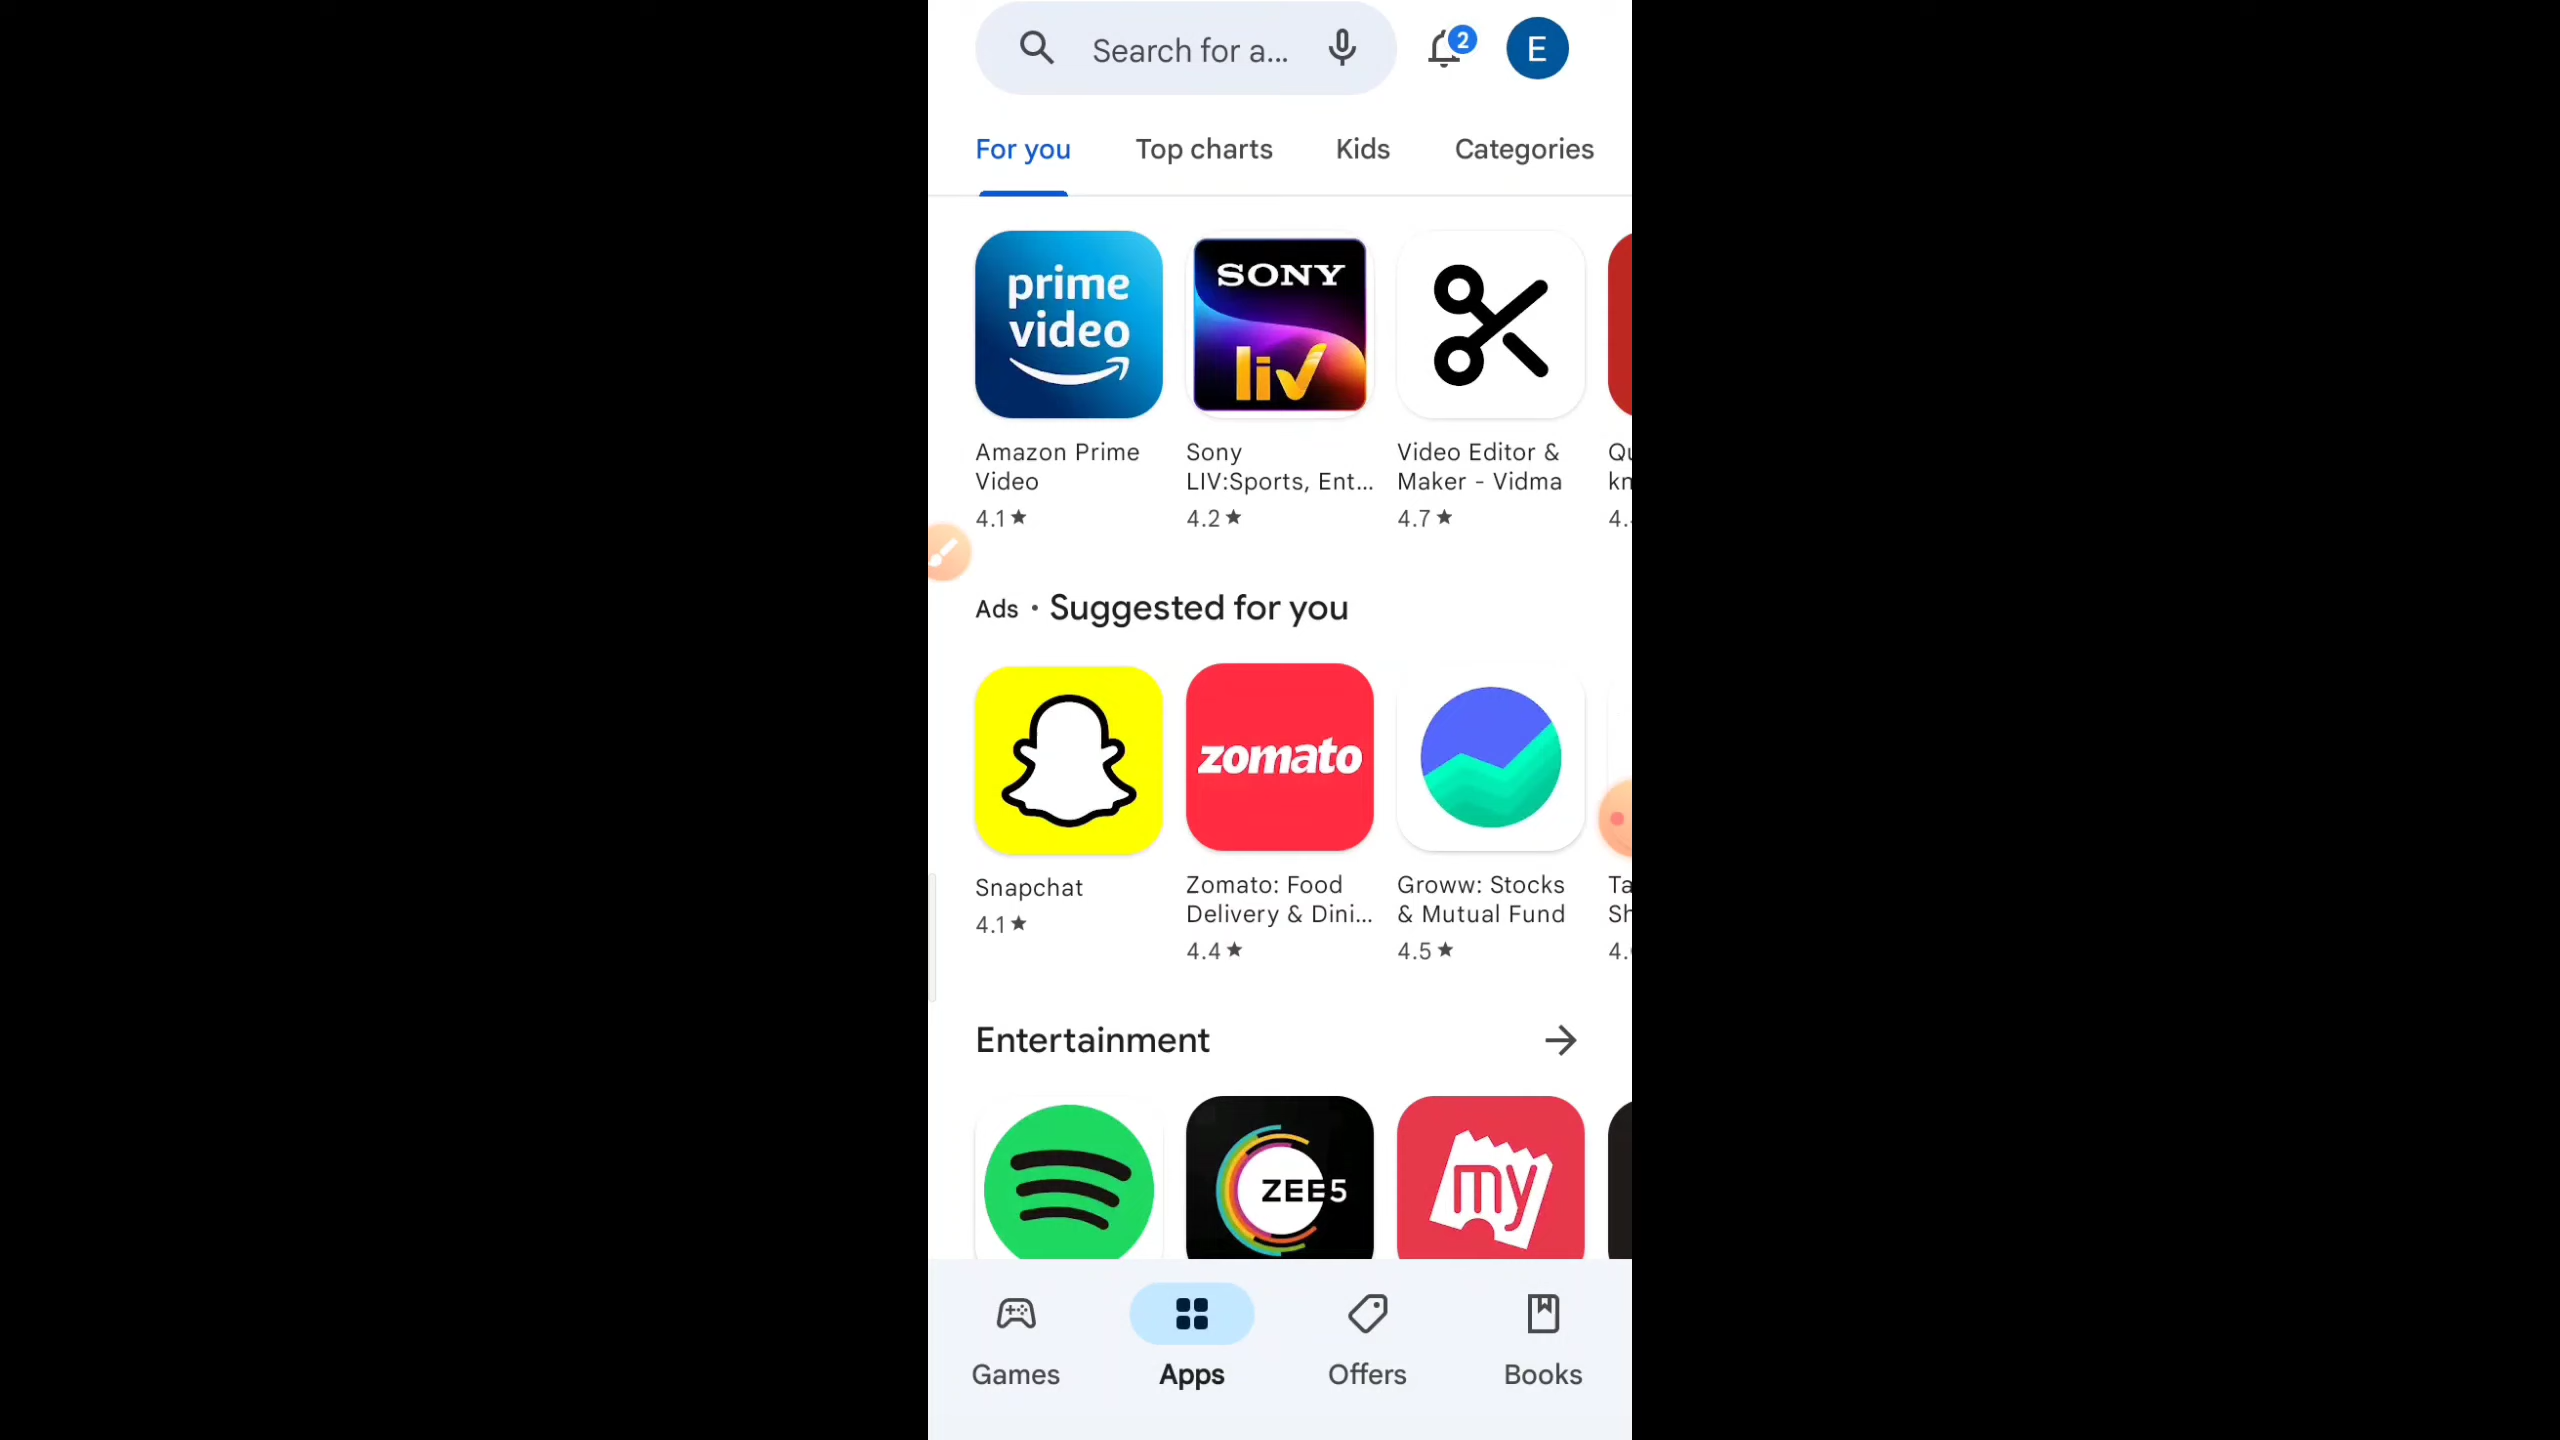 Search for a...
2
E
For you
Top charts
Kids
Categories
prime
video
SONY
liv
Amazon Prime
Video
4.1★
Sony
LIV:Sports, Ent...
4.2★
Video Editor &
Maker - Vidma
4.7★
Ads • Suggested for you
zomato
Snapchat
4.1★
Zomato: Food
Delivery & Dini...
4.4★
Groww: Stocks
& Mutual Fund
4.5★
Entertainment
ZEE5
my
Games
Apps
Offers
Books